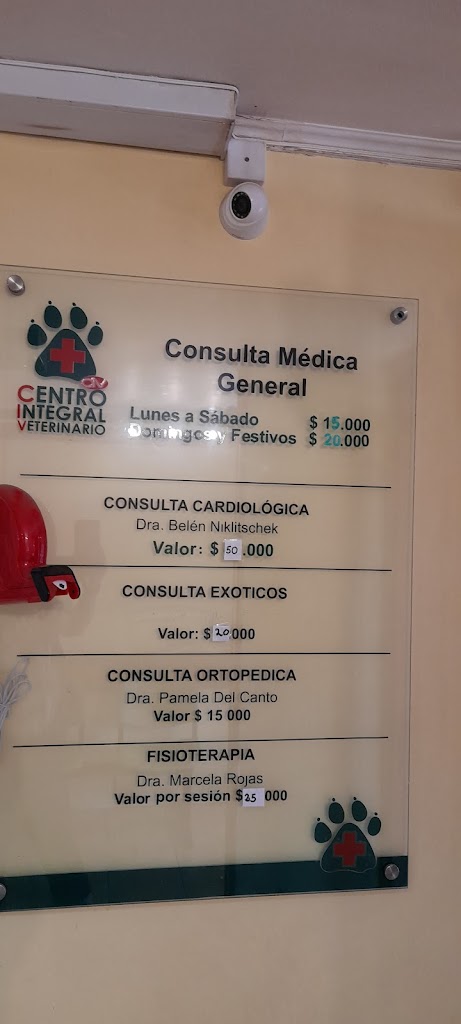 CENTRO
INTEGRAL
VETERINARIO
Consulta Médica
General
Lunes a Sábado $ 15.000
Domingos y Festivos $ 20.000
CONSULTA CARDIOLÓGICA
Dra. Belén Niklitschek
Valor: $ 50.000
CONSULTA EXOTICOS
Valor: $ 20.000
CONSULTA ORTOPEDICA
Dra. Pamela Del Canto
Valor $ 15 000
FISIOTERAPIA
Dra. Marcela Rojas
Valor por sesión $ 25 000